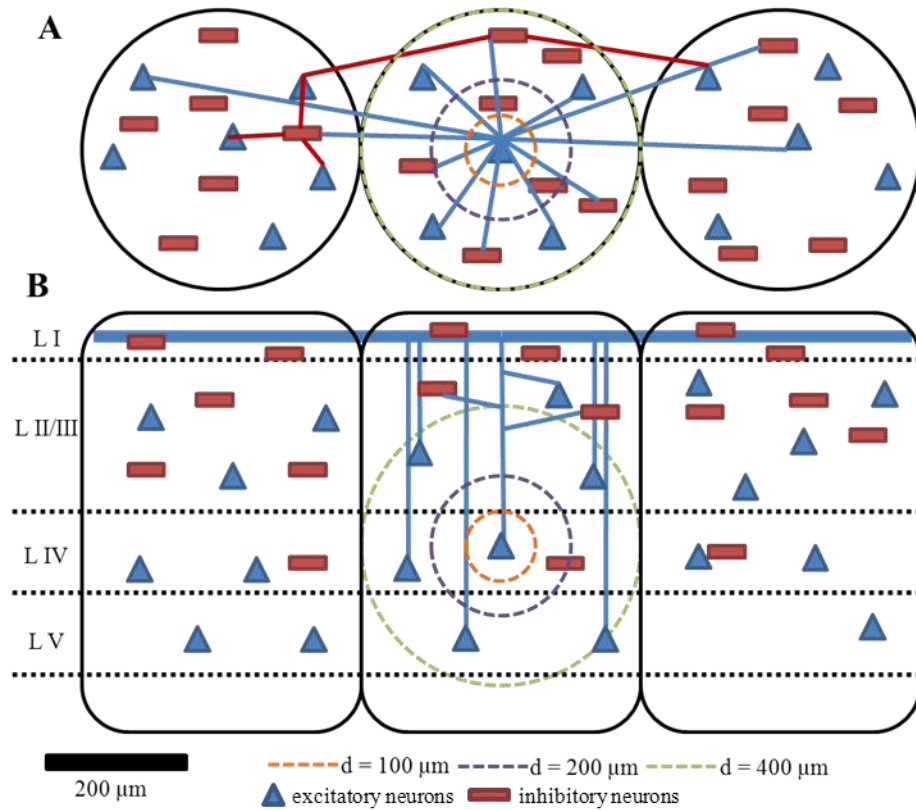 A
B
L I
L II/III
L IV
L V
200 μm
d = 100 μm
d = 200 μm
d = 400 μm
excitatory neurons
inhibitory neurons